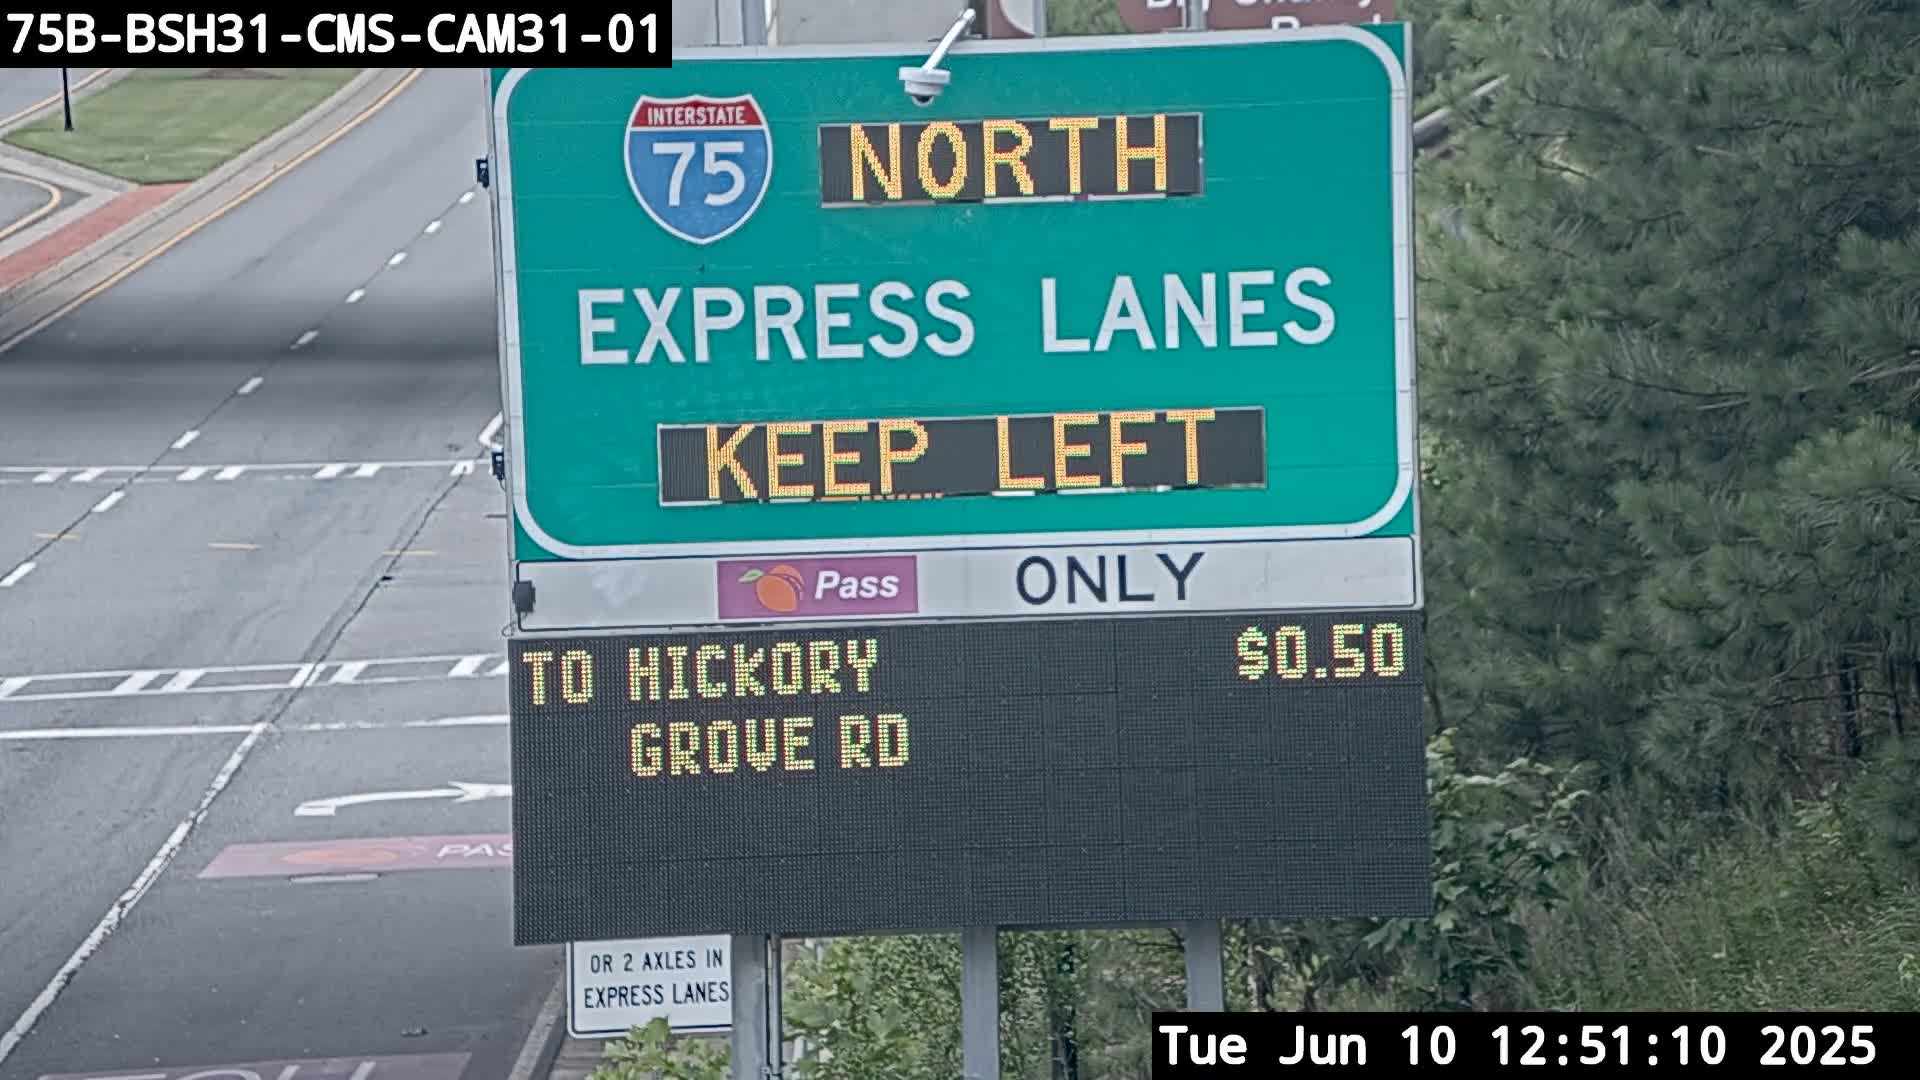 75B-BSH31-CMS-CAM31-01
INTERSTATE
75
NORTH
EXPRESS LANES
KEEP LEFT
Pass ONLY
TO HICKORY $0.50
GROVE RD
OR 2 AXLES IN
EXPRESS LANES
Tue Jun 10 12:51:10 2025